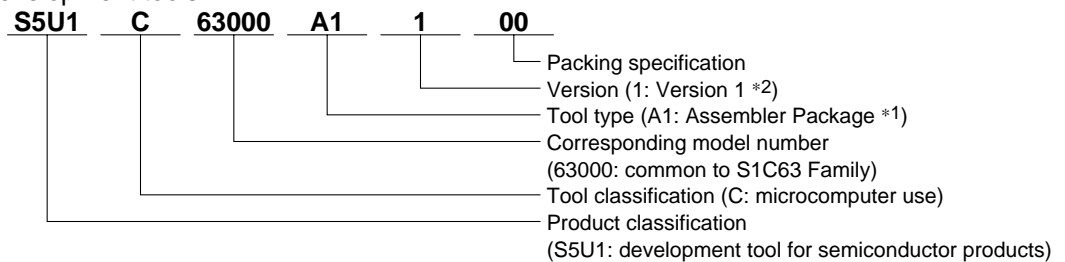 S5U1 C 63000 A1 1 00
Packing specification
Version (1: Version 1 *2)
Tool type (A1: Assembler Package *1)
Corresponding model number
(63000: common to S1C63 Family)
Tool classification (C: microcomputer use)
Product classification
(S5U1: development tool for semiconductor products)